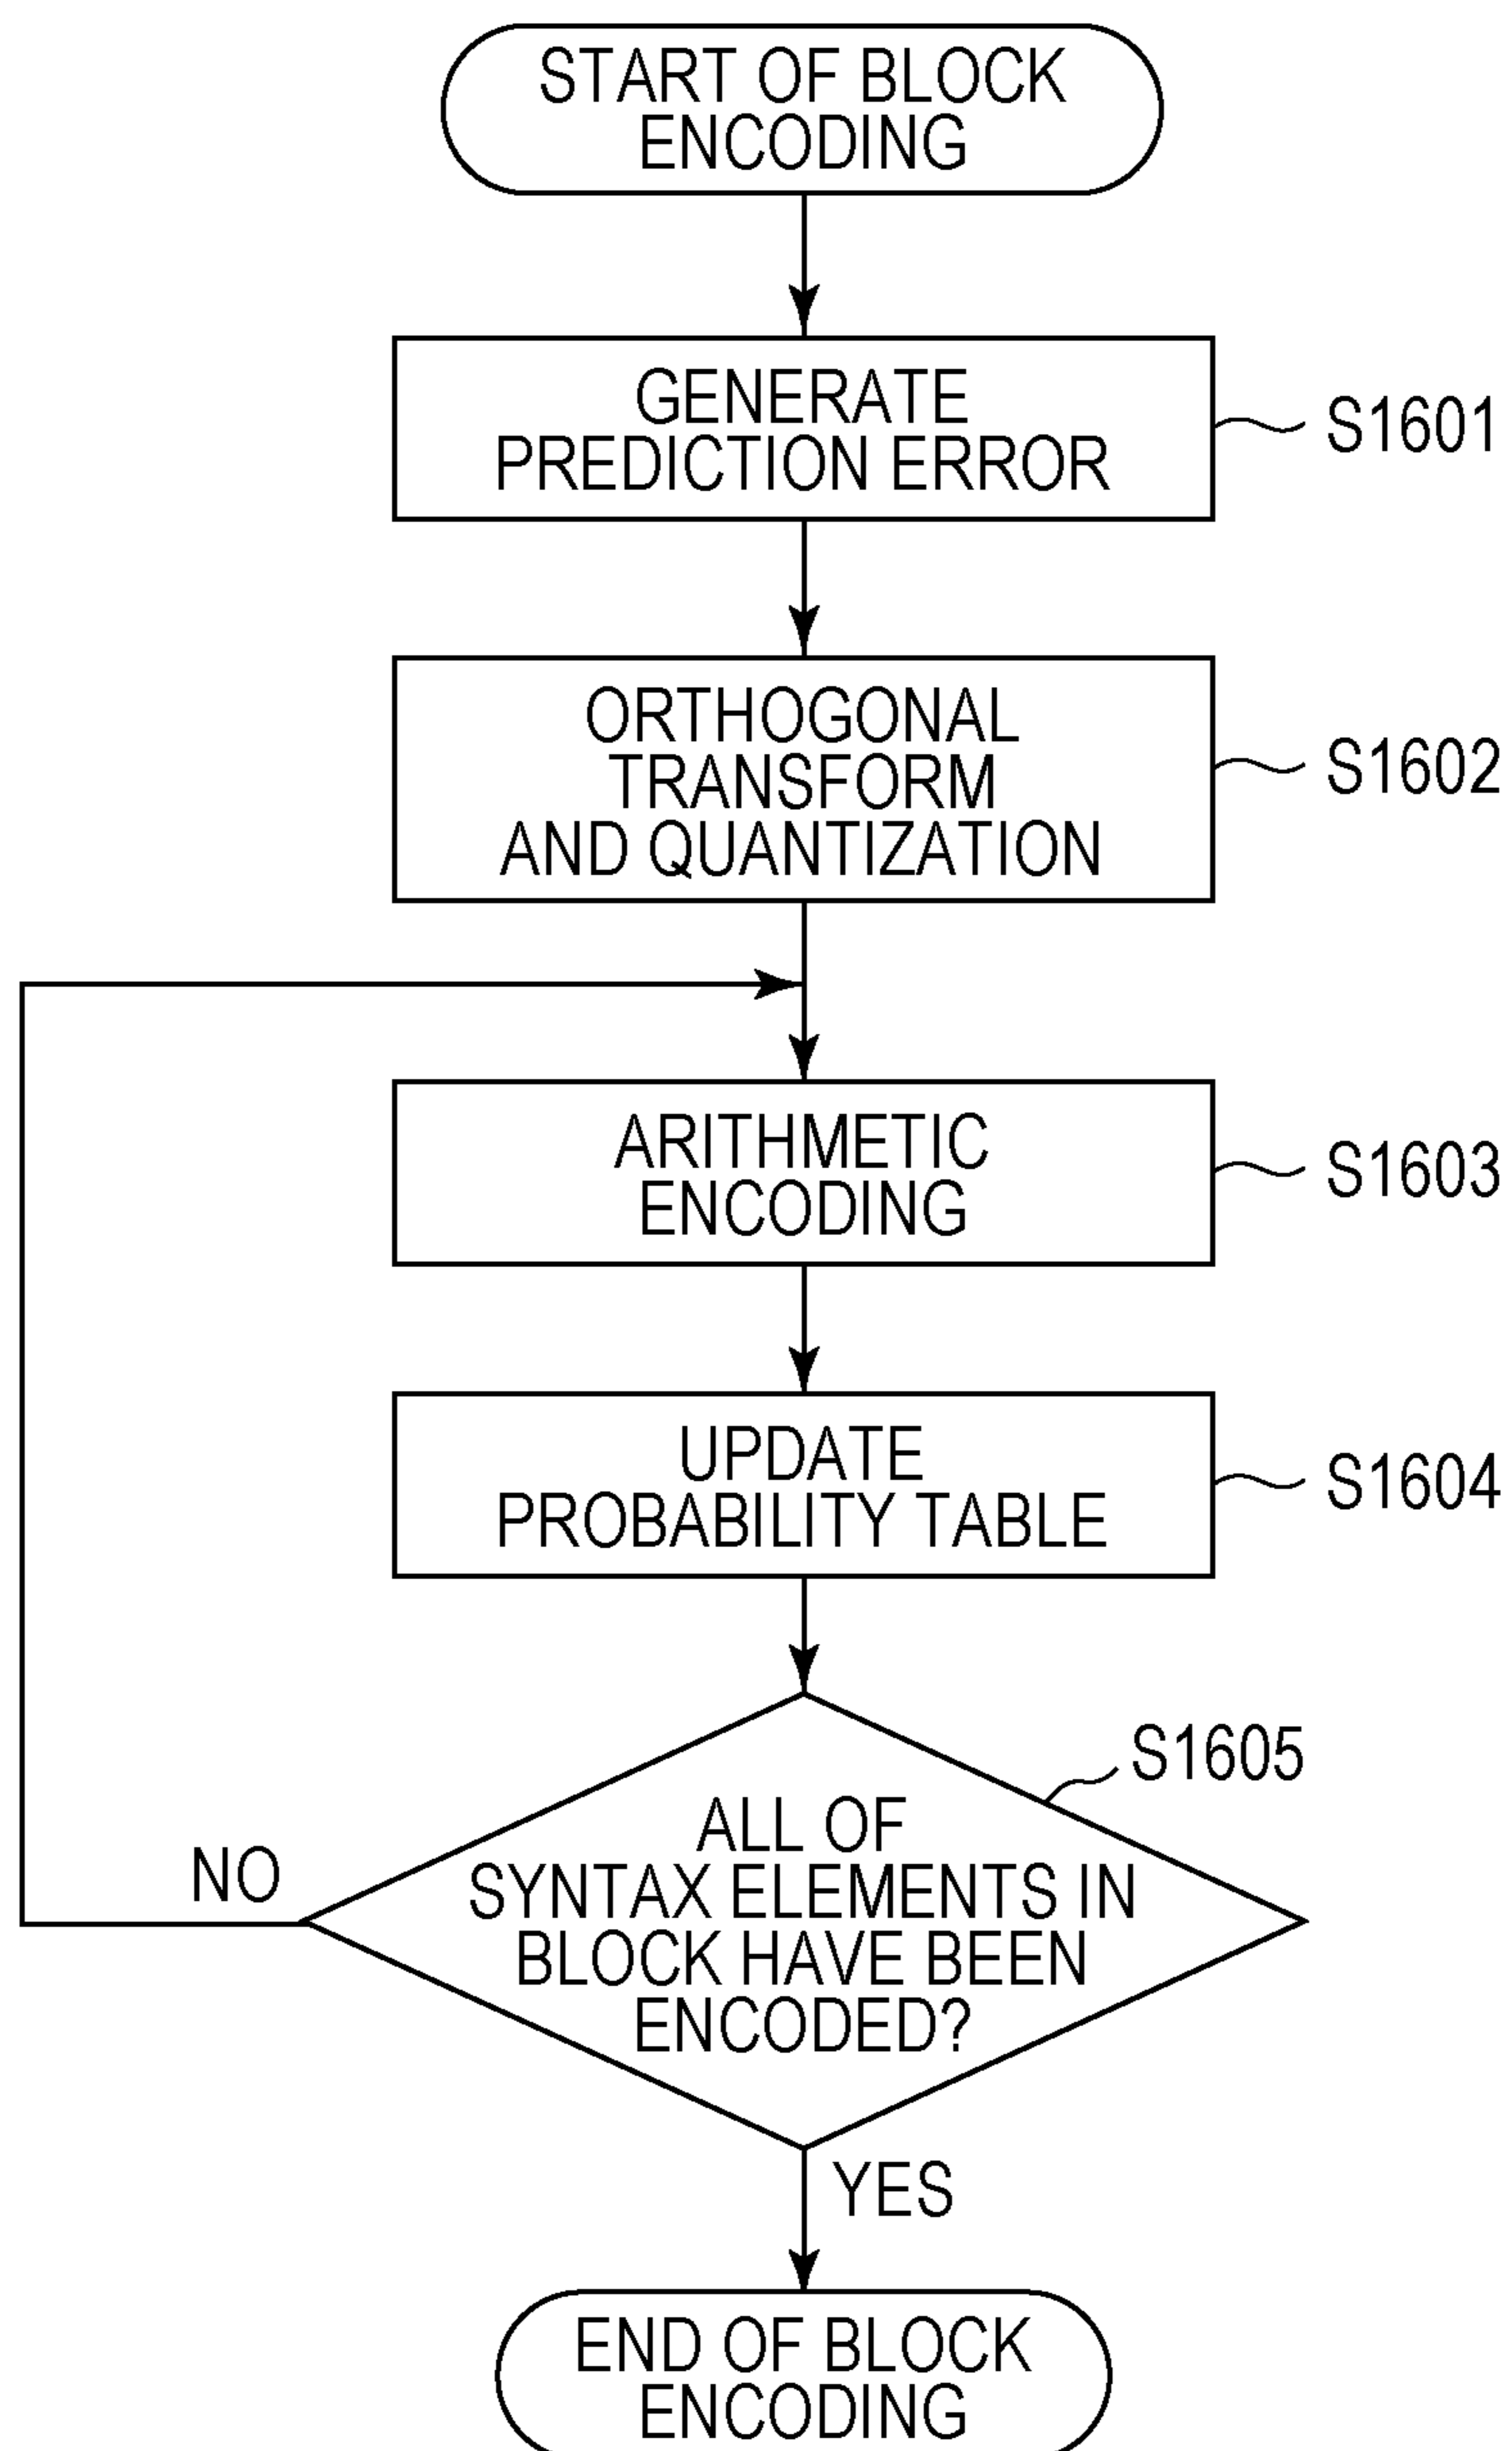 START OF BLOCK
ENCODING
GENERATE
PREDICTION ERROR
S1601
ORTHOGONAL
TRANSFORM
AND QUANTIZATION
S1602
ARITHMETIC
ENCODING
S1603
UPDATE
PROBABILITY TABLE
S1604
S1605
ALL OF
SYNTAX ELEMENTS IN
BLOCK HAVE BEEN
ENCODED?
NO
YES
END OF BLOCK
ENCODING